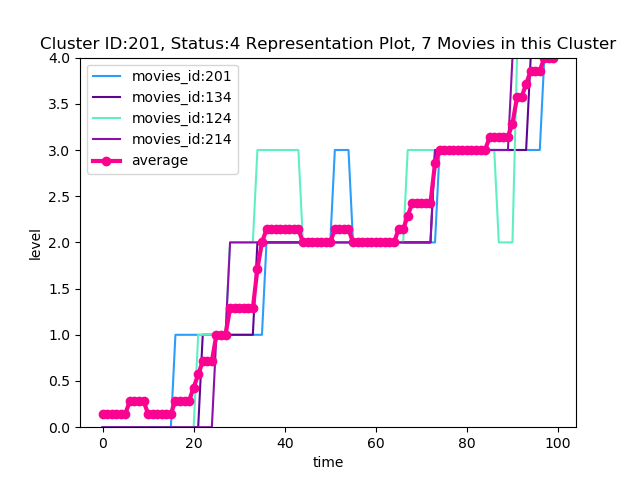 Cluster ID:201, Status:4 Representation Plot, 7 Movies in this Cluster
movies_id:201
movies_id:134
movies_id:124
movies_id:214
average
4.0
3.5
3.0
2.5
2.0
1.5
1.0
0.5
0.0
level
0
20
40
60
80
100
time